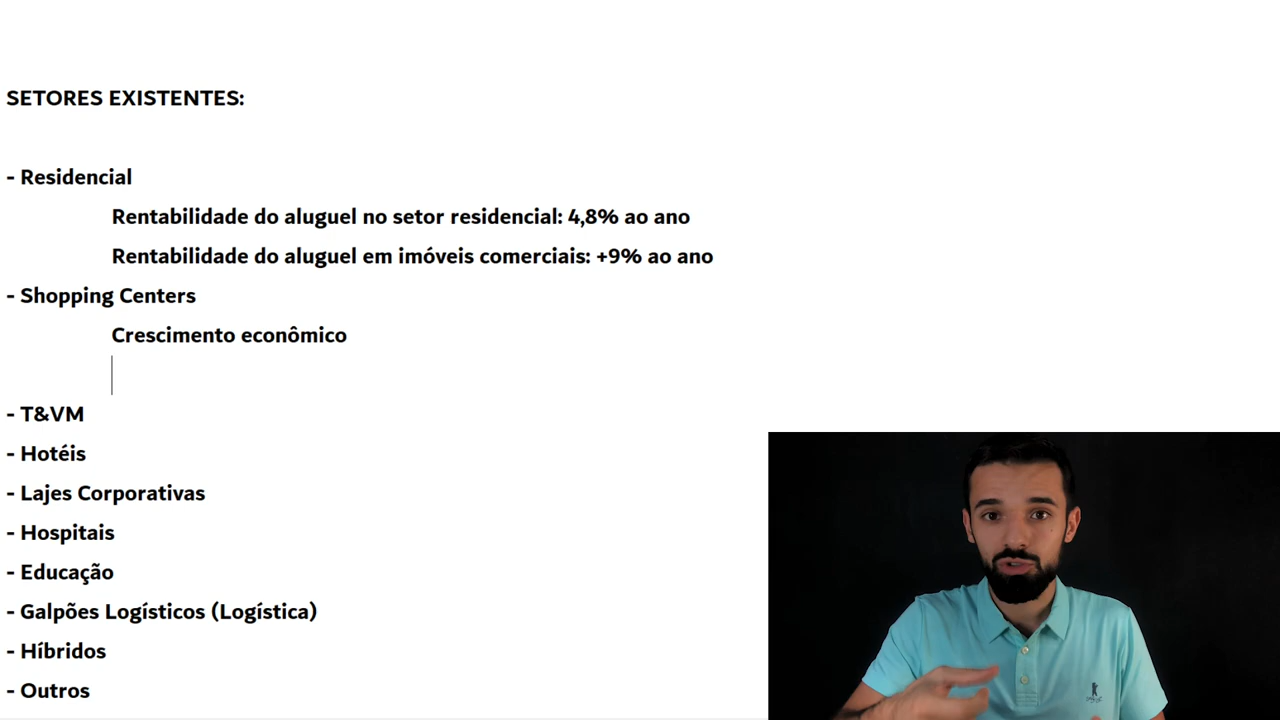 SETORES EXISTENTES:
- Residencial
Rentabilidade do aluguel no setor residencial: 4,8% ao ano
Rentabilidade do aluguel em imóveis comerciais: +9% ao ano
- Shopping Centers
Crescimento econômico
- T&VM
- Hotéis
- Lajes Corporativas
- Hospitais
- Educação
- Galpões Logísticos (Logística)
- Híbridos
- Outros